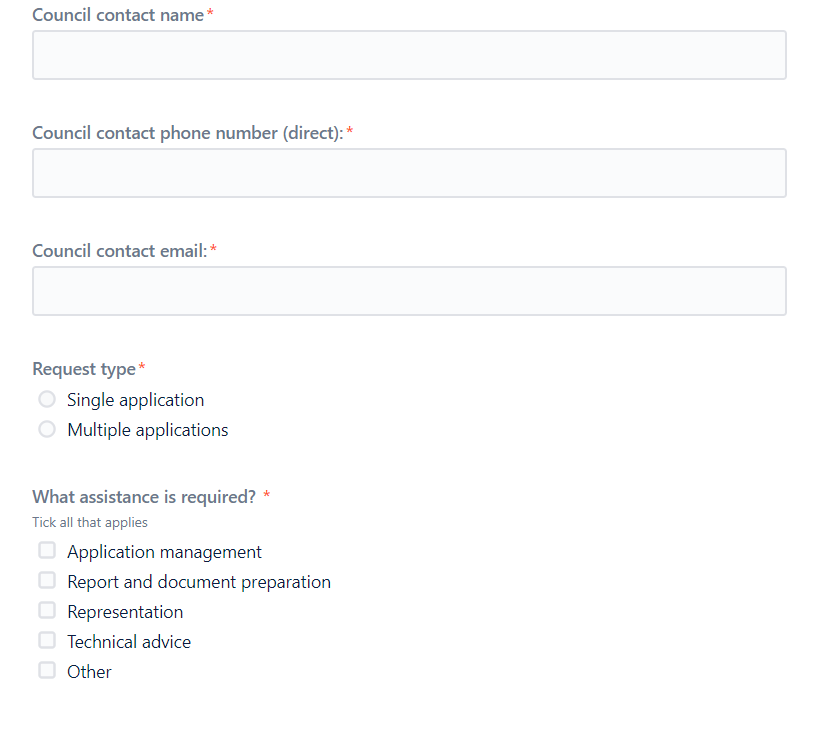 Council contact name*
Council contact phone number (direct):*
Council contact email:*
Request type*
Single application
Multiple applications
What assistance is required? *
Tick all that applies
Application management
Report and document preparation
Representation
Technical advice
Other